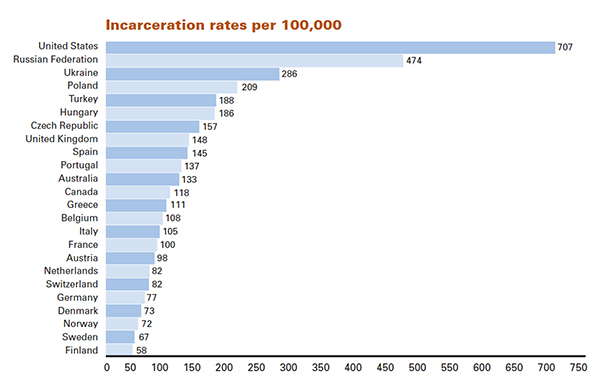 Incarceration rates per 100,000
United States 707
Russian Federation 474
Ukraine 286
Poland 209
Turkey 188
Hungary 186
Czech Republic 157
United Kingdom 148
Spain 145
Portugal 137
Australia 133
Canada 118
Greece 111
Belgium 108
Italy 105
France 100
Austria 98
Netherlands 82
Switzerland 82
Germany 77
Denmark 73
Norway 72
Sweden 67
Finland 58
0 50 100 150 200 250 300 350 400 450 500 550 600 650 700 750